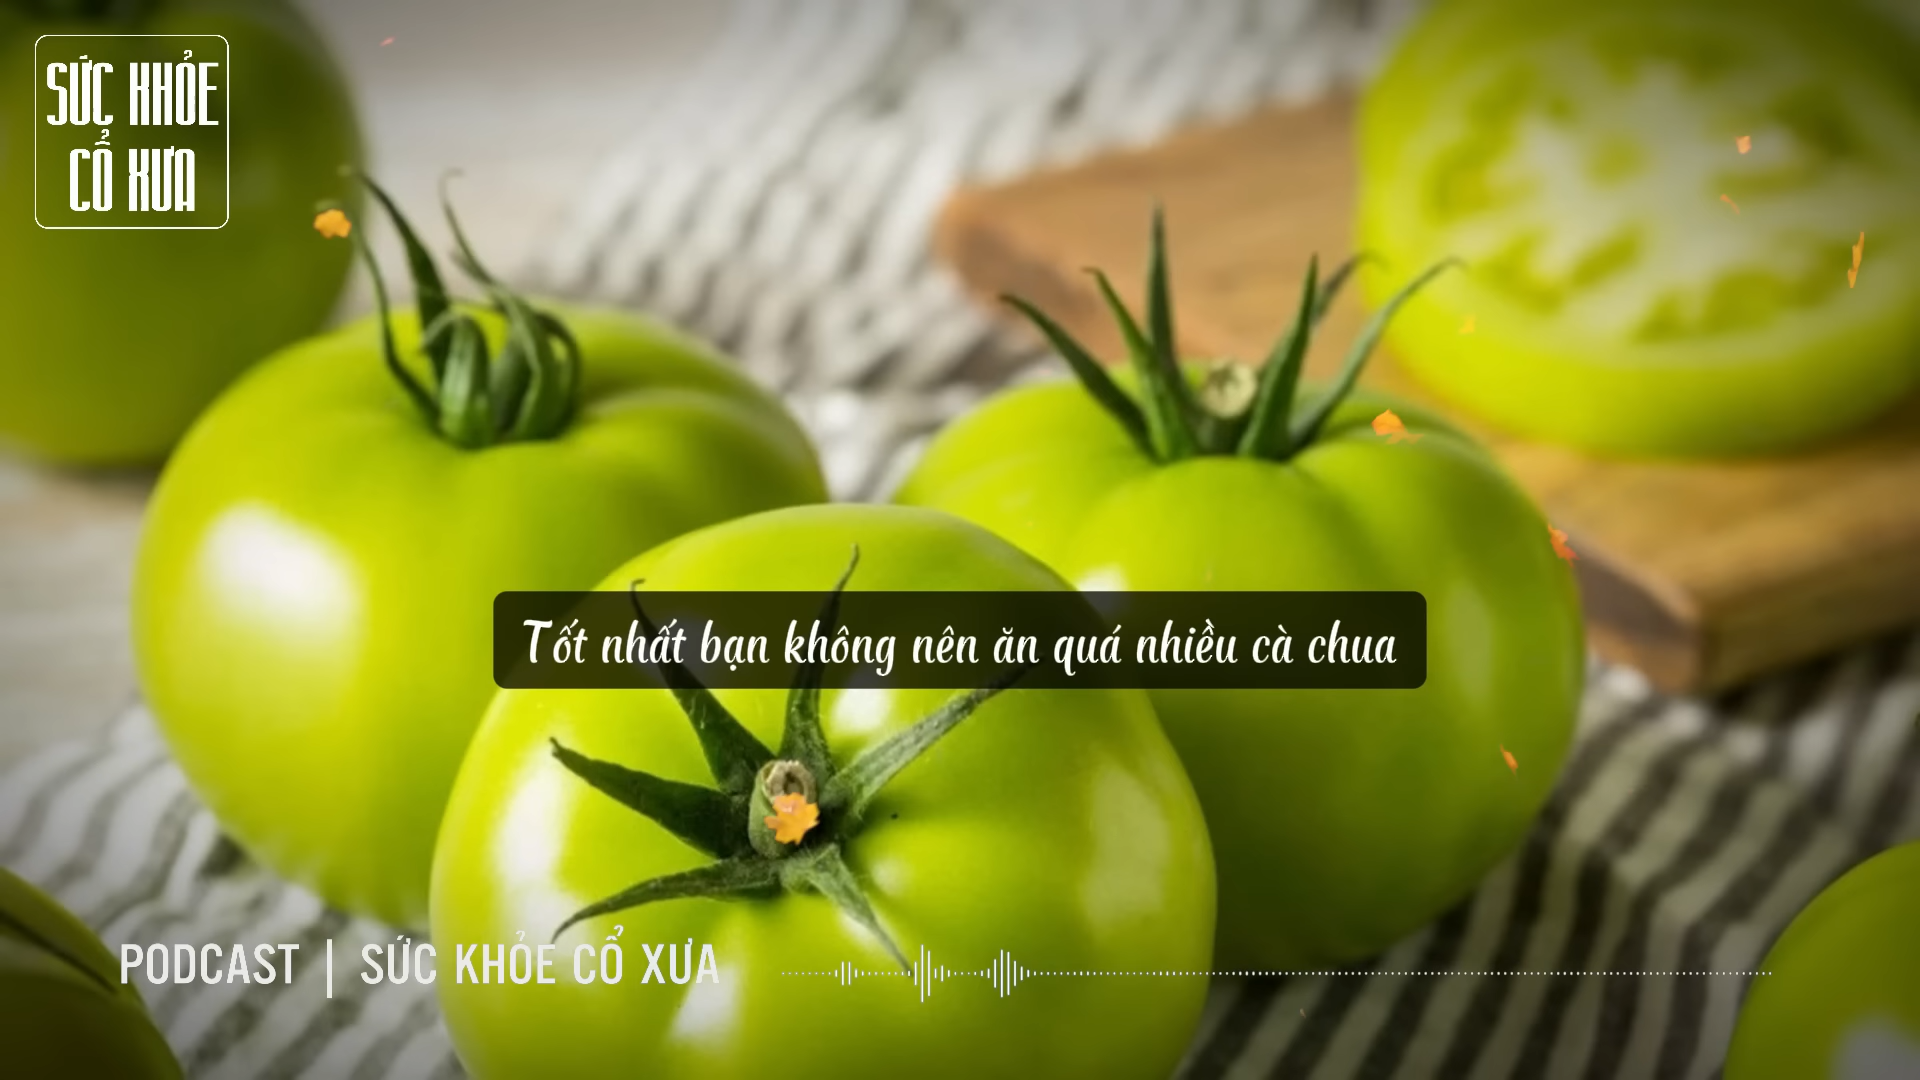 SỨC KHỎE
CỔ XƯA
Tốt nhất bạn không nên ăn quá nhiều cà chua
PODCAST | SỨC KHỎE CỔ XƯA